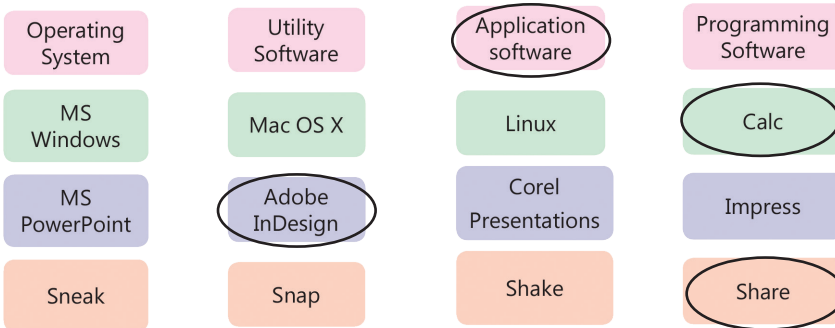 Operating
System
Utility
Software
Application
software
Programming
Software
MS
Windows
Mac OS X
Linux
Calc
MS
PowerPoint
Adobe
InDesign
Corel
Presentations
Impress
Sneak
Snap
Shake
Share